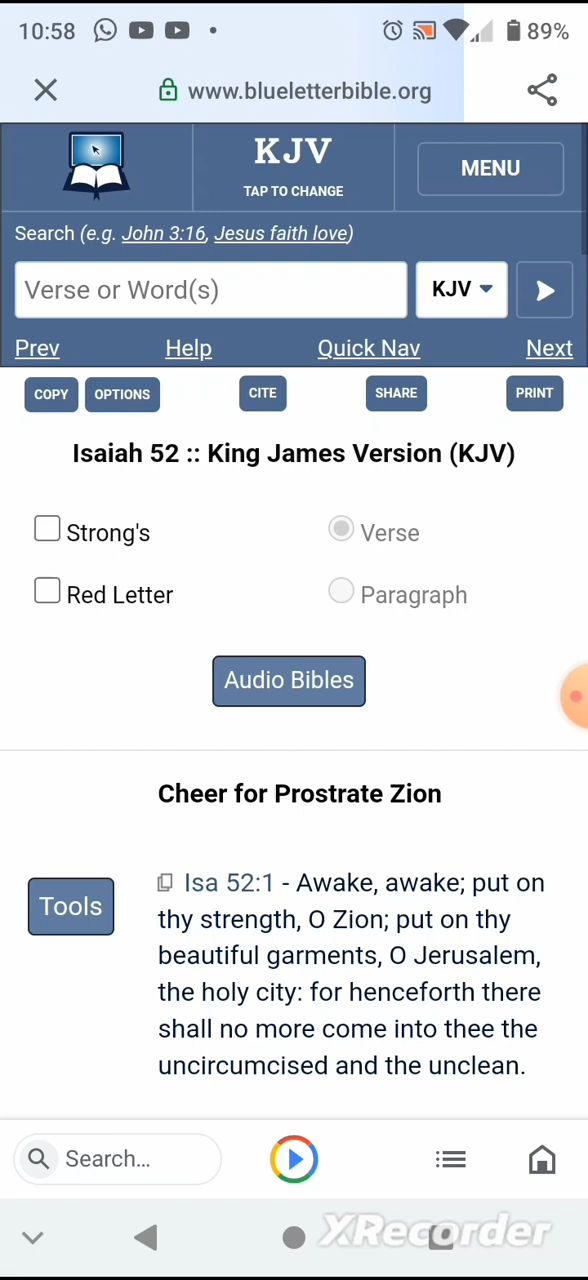 10:58 89%
www.blueletterbible.org
KJV
TAP TO CHANGE
MENU
Search (e.g. John 3:16, Jesus faith love)
Verse or Word(s) KJV
Prev Help Quick Nav Next
COPY OPTIONS CITE SHARE PRINT
Isaiah 52 :: King James Version (KJV)
Strong's Verse
Red Letter Paragraph
Audio Bibles
Cheer for Prostrate Zion
Tools
Isa 52:1 - Awake, awake; put on
thy strength, O Zion; put on thy
beautiful garments, O Jerusalem,
the holy city: for henceforth there
shall no more come into thee the
uncircumcised and the unclean.
Search...
XRecorder